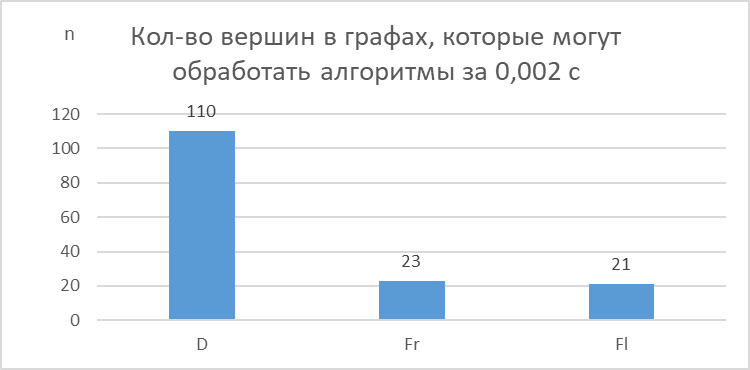 n
Кол-во вершин в графах, которые могут
обработать алгоритмы за 0,002 с
120
100
80
60
40
20
0
110
23
21
D
Fr
Fl